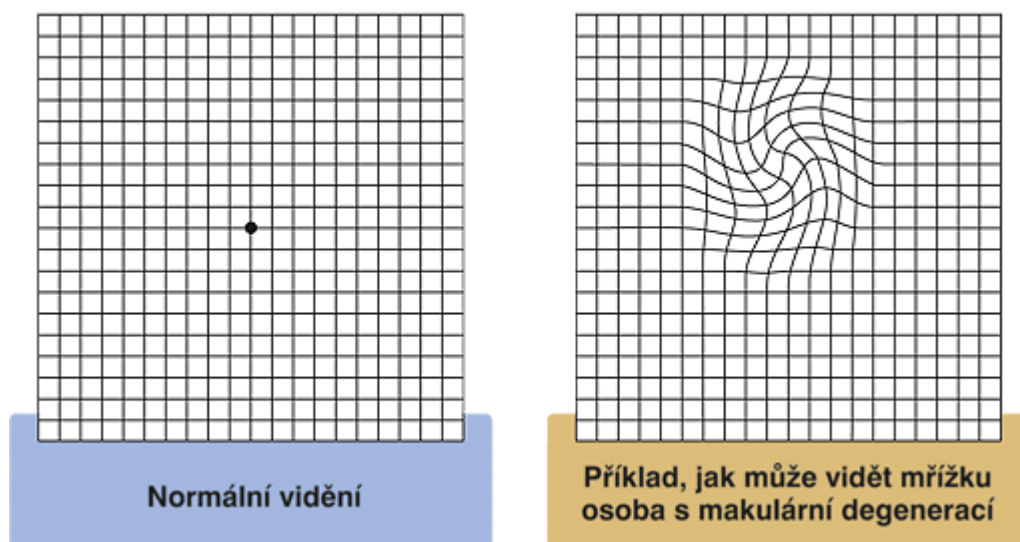 Normální vidění
Příklad, jak může vidět mřížku
osoba s makulární degenerací